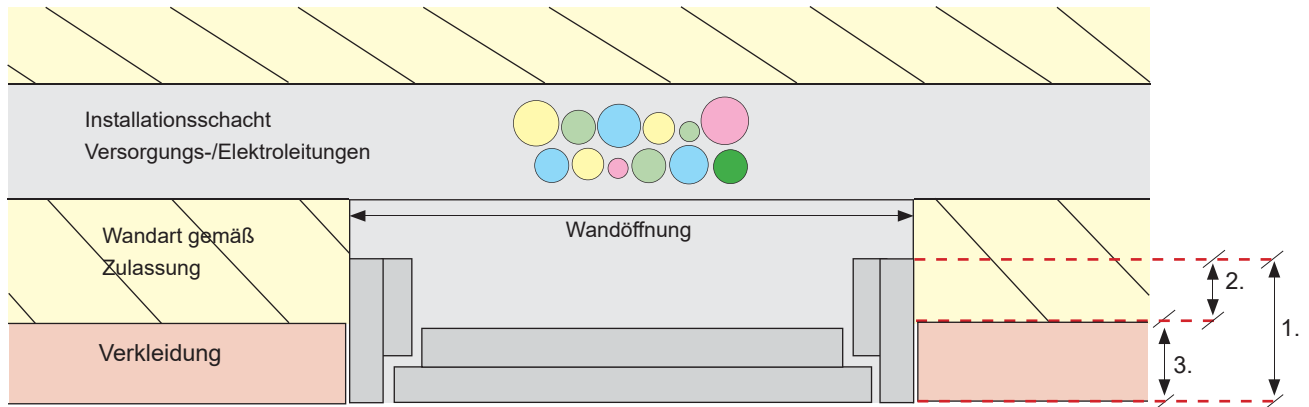 Installationsschacht
Versorgungs-/Elektroleitungen
Wandöffnung
Wandart gemäß
Zulassung
Verkleidung
2.
1.
3.